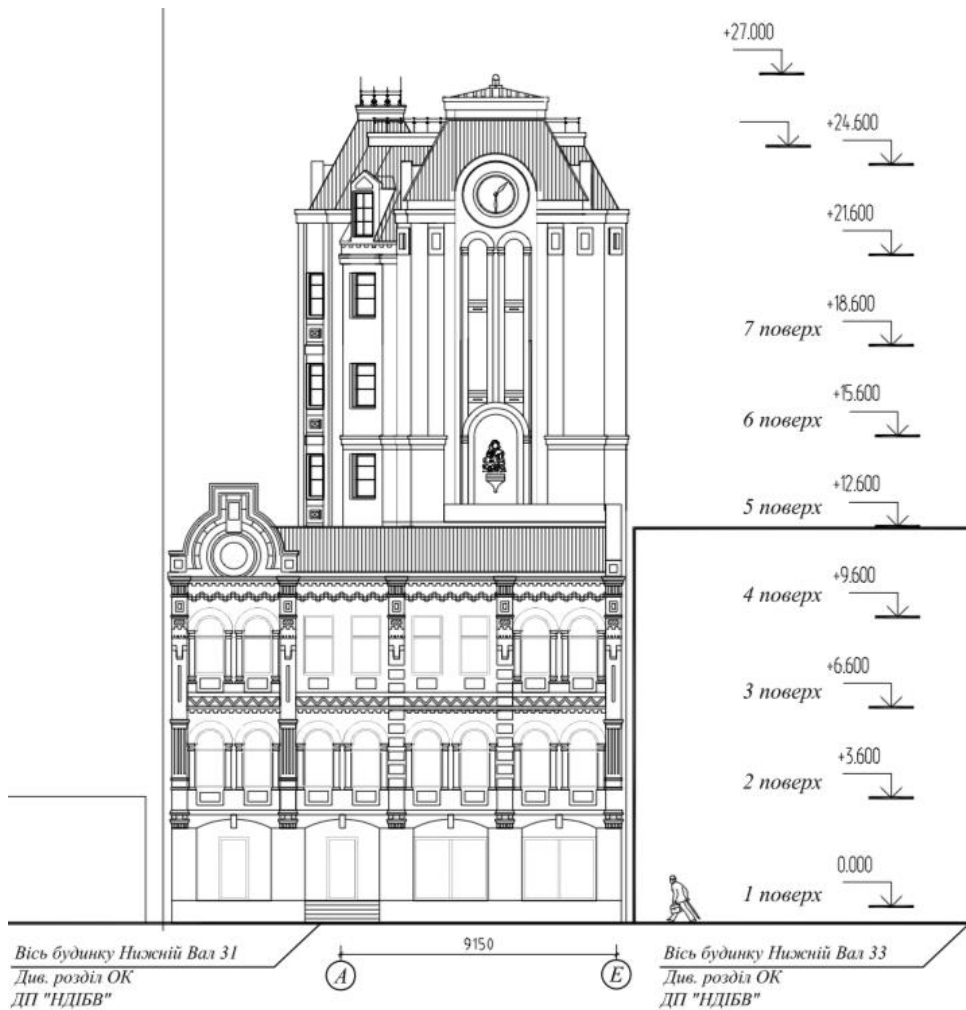 +27.000
+24.600
+21.600
+18.600
7 поверх
+15.600
6 поверх
+12.600
5 поверх
+9.600
4 поверх
+6.600
3 поверх
+3.600
2 поверх
0.000
1 поверх
9150
А
Е
Вісь будинку Нижній Вал 31
Див. розділ ОК
ДП "НДІБВ"
Вісь будинку Нижній Вал 33
Див. розділ ОК
ДП "НДІБВ"